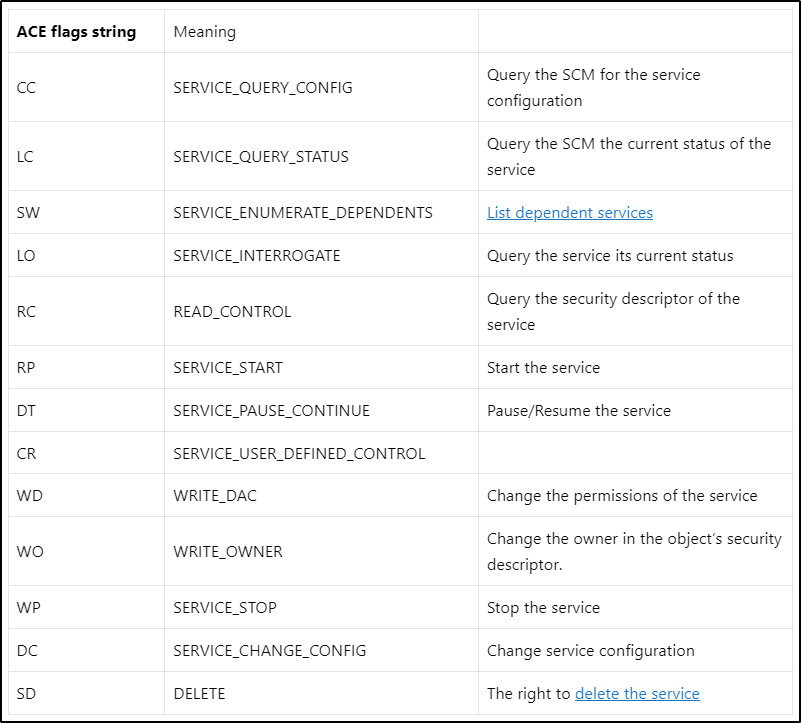 ACE flags string Meaning
CC SERVICE_QUERY_CONFIG Query the SCM for the service
configuration
LC SERVICE_QUERY_STATUS Query the SCM the current status of the
service
SW SERVICE_ENUMERATE_DEPENDENTS List dependent services
LO SERVICE_INTERROGATE Query the service its current status
RC READ_CONTROL Query the security descriptor of the
service
RP SERVICE_START Start the service
DT SERVICE_PAUSE_CONTINUE Pause/Resume the service
CR SERVICE_USER_DEFINED_CONTROL
WD WRITE_DAC Change the permissions of the service
WO WRITE_OWNER Change the owner in the object’s security
descriptor.
WP SERVICE_STOP Stop the service
DC SERVICE_CHANGE_CONFIG Change service configuration
SD DELETE The right to delete the service